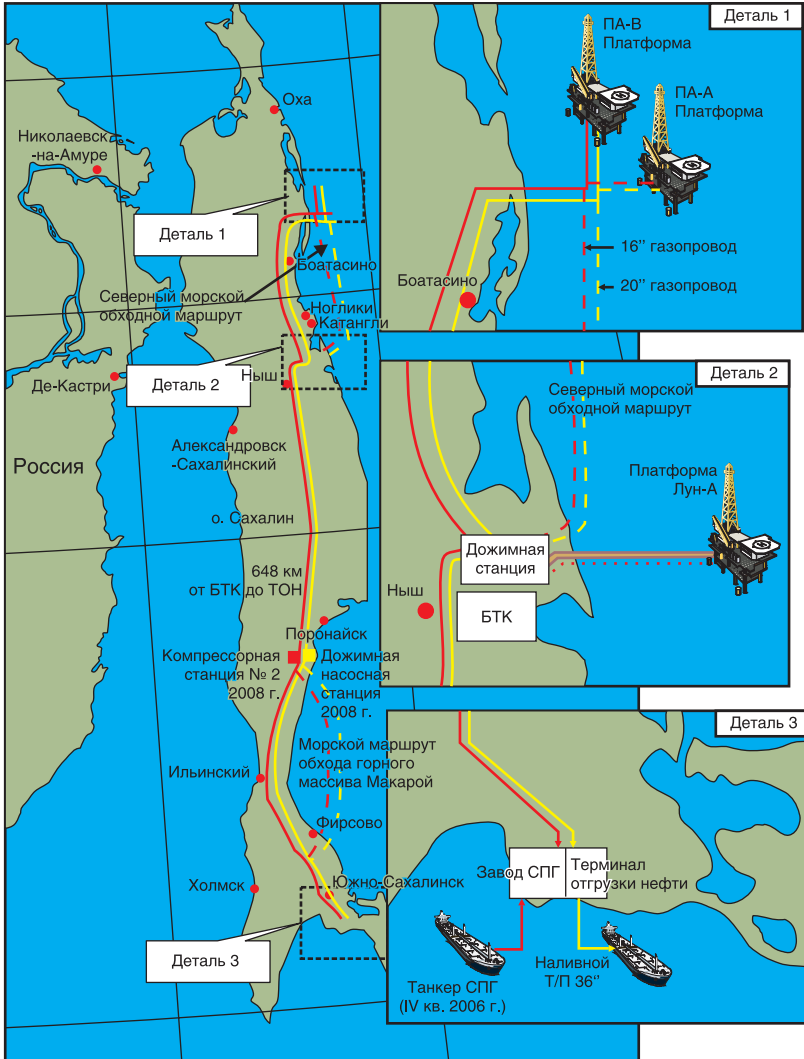 Оха
Николаевск
-на-Амуре
Деталь 1
Боатасино
Северный морской
обходной маршрут
Ноглики
Катангли
Деталь 2
Ныш
Де-Кастри
Александровск
-Сахалинский
Россия
о. Сахалин
648 км
от БТК до ТОН
Поронайск
Компрессорная
станция № 2
2008 г.
Дожимная
насосная
станция
2008 г.
Морской маршрут
обхода горного
массива Макарой
Ильинский
Фирсово
Холмск
Южно-Сахалинск
Деталь 3
Деталь 1
ПА-В
Платформа
ПА-А
Платформа
16’’ газопровод
20’’ газопровод
Боатасино
Деталь 2
Северный морской
обходной маршрут
Платформа
Лун-А
Дожимная
станция
Ныш
БТК
Деталь 3
Завод СПГ
Терминал
отгрузки нефти
Танкер СПГ
(IV кв. 2006 г.)
Наливной
Т/П 36‘’